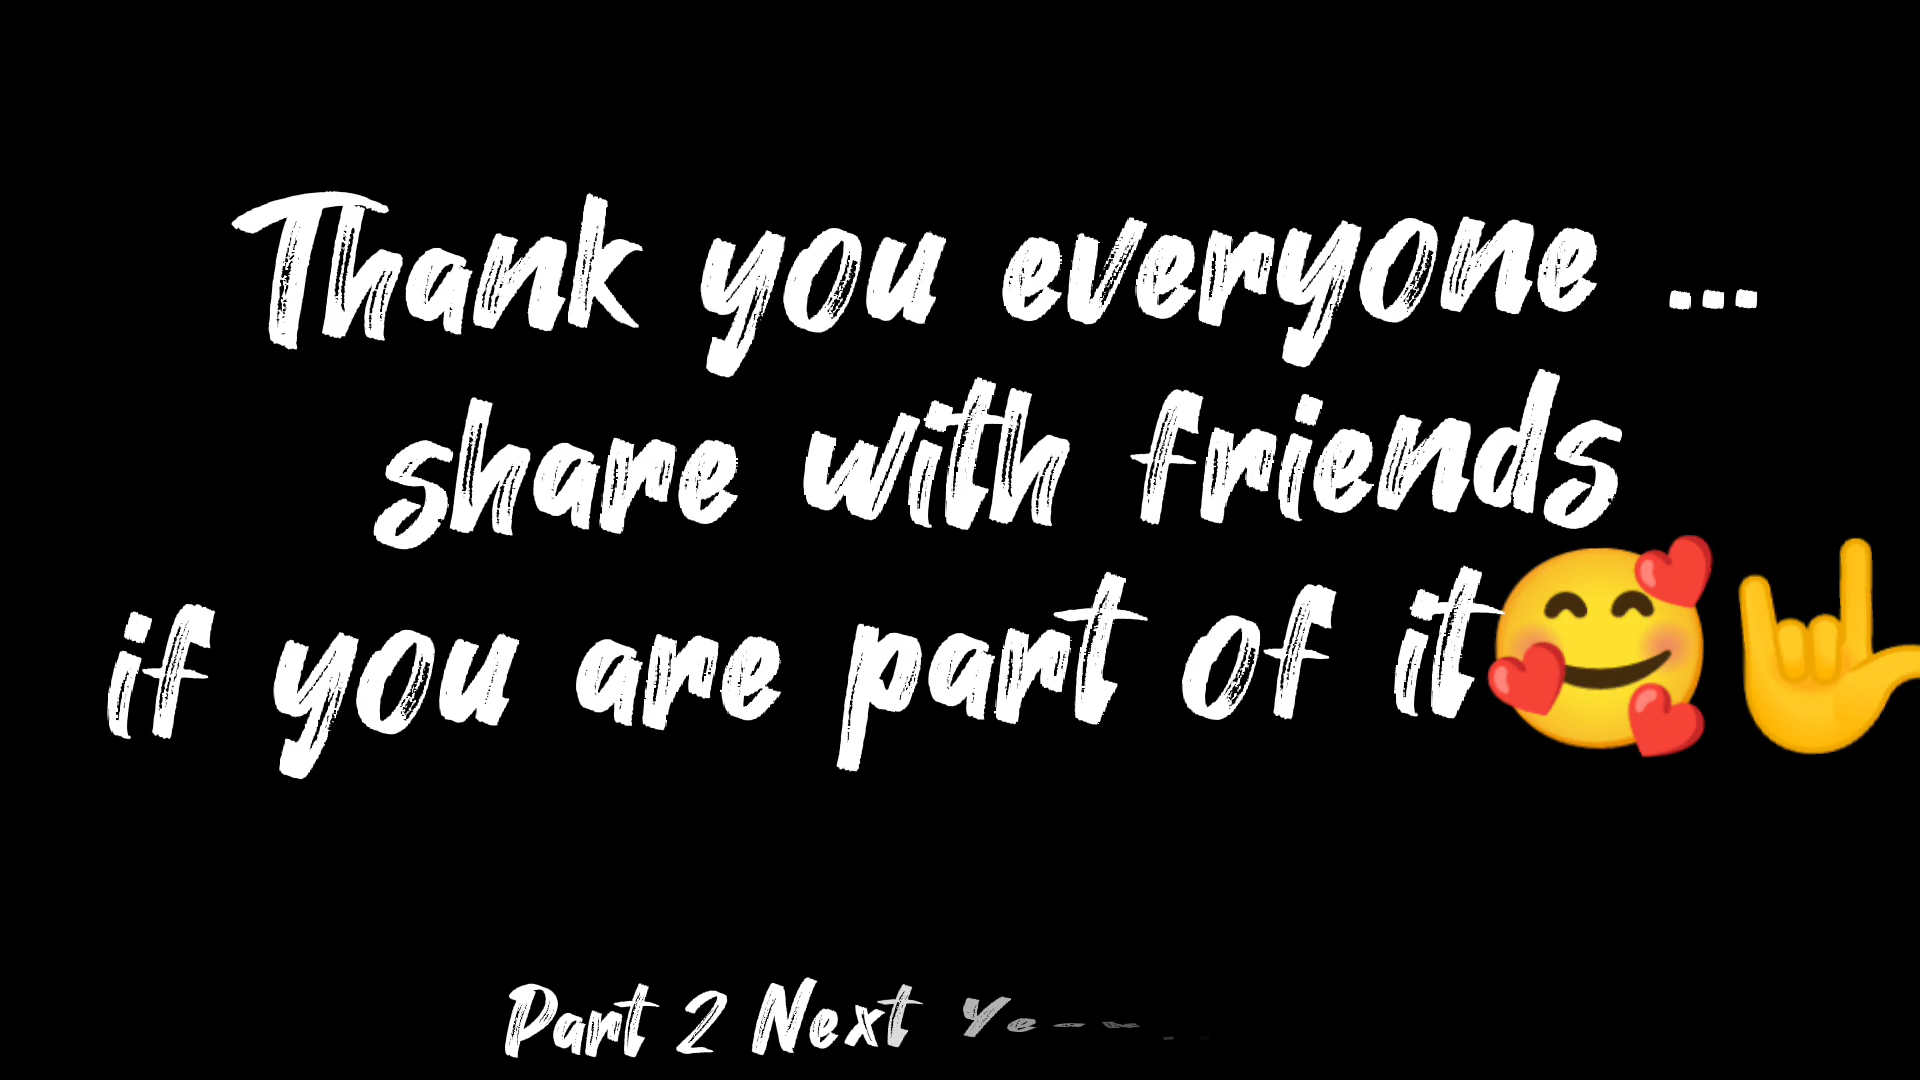 Thank you everyone ...
share with friends
if you are part of it🥰🤟
Part 2 Next